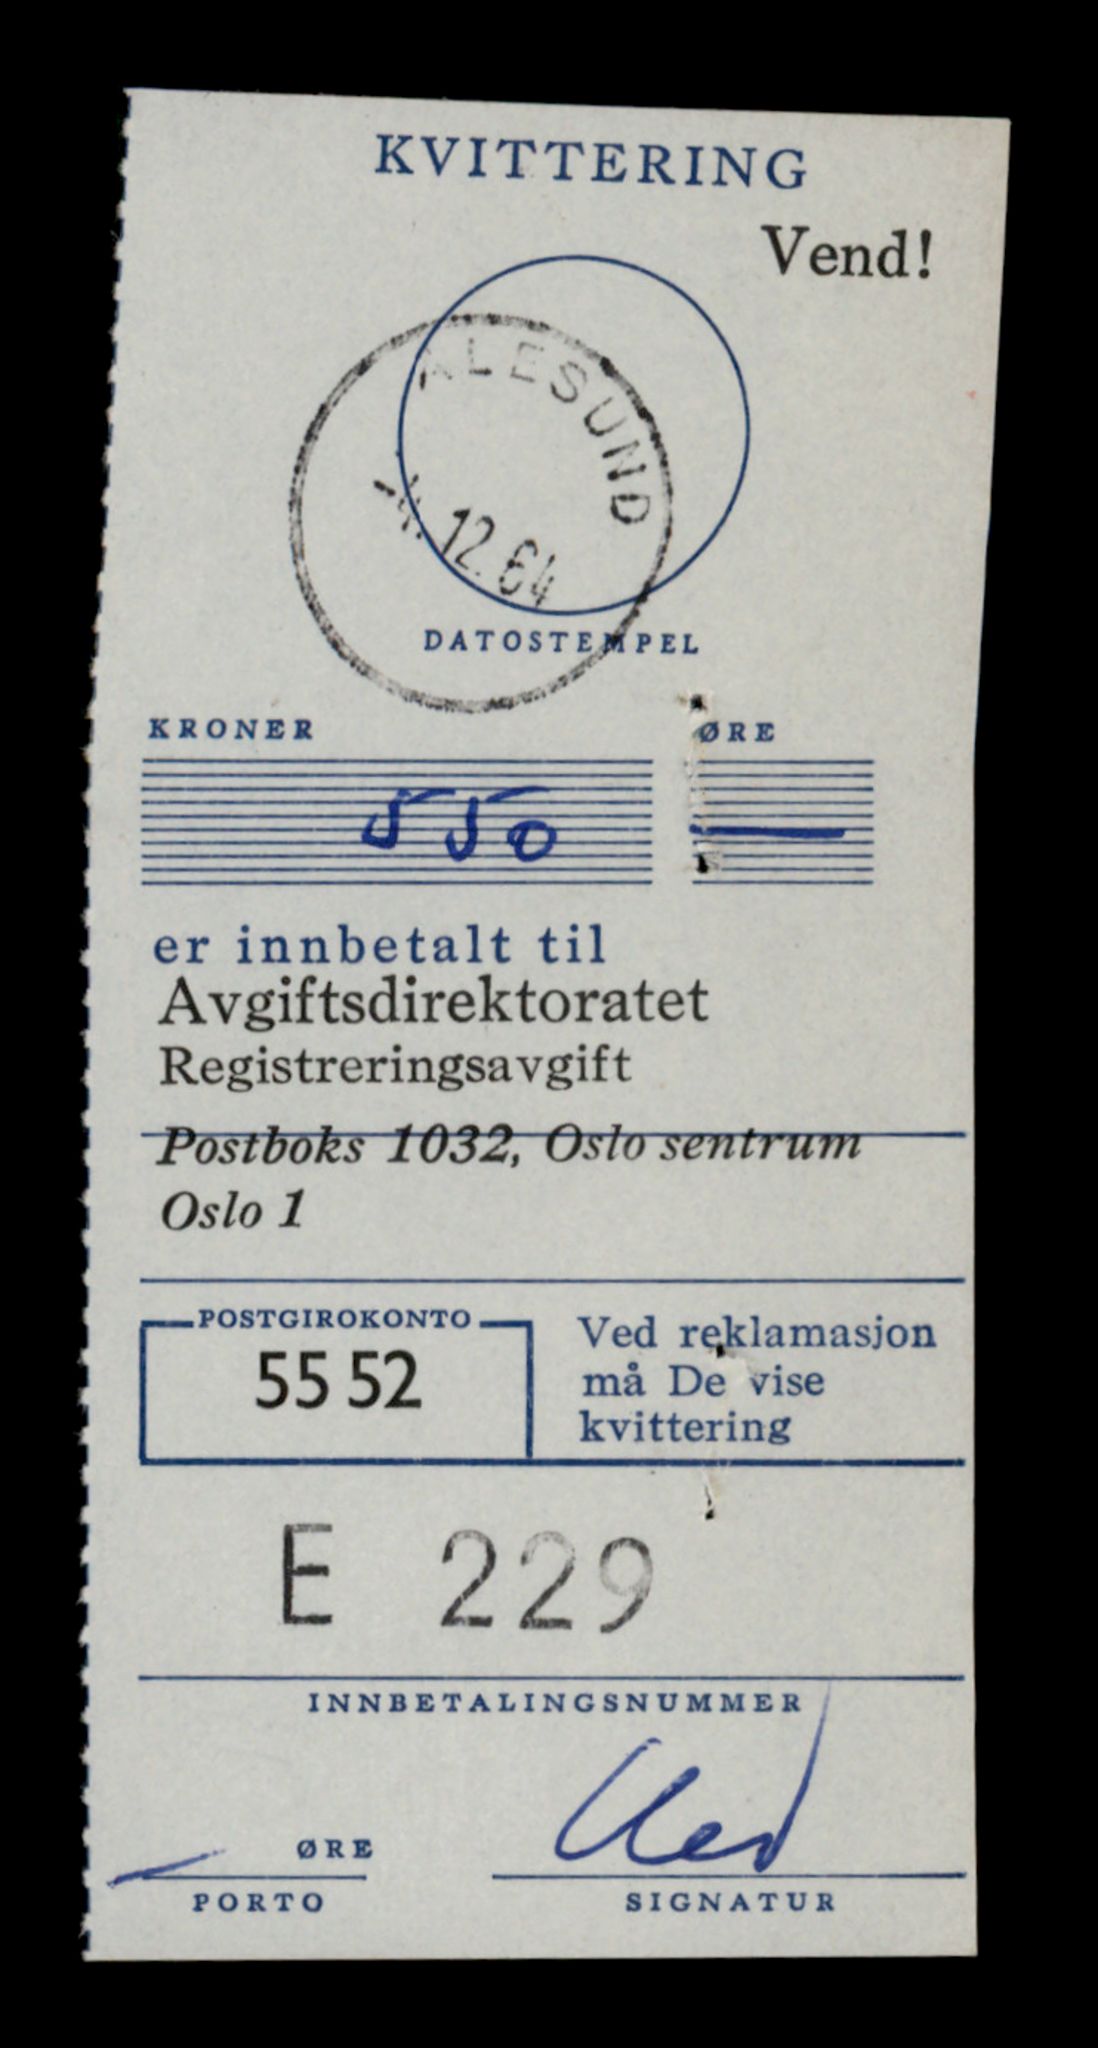 KVITTERING
Vend!
ALESUND
-4.12.64
DATOSTEMPEL
KRONER ØRE
550 —
er innbetalt til
Avgiftsdirektoratet
Registreringsavgift
Postboks 1032, Oslo sentrum
Oslo 1
POSTGIROKONTO
55 52
Ved reklamasjon
må De vise
kvittering
E 229
INNBETALINGSNUMMER
ØRE
PORTO
SIGNATUR